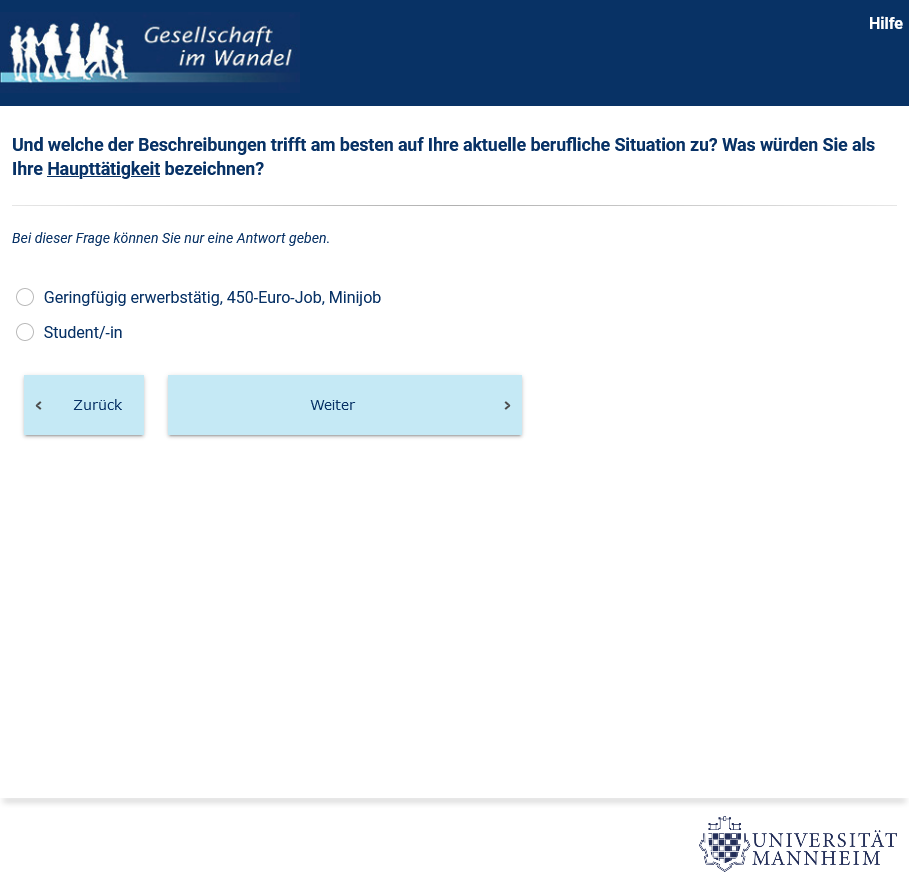 Gesellschaft
im Wandel
Hilfe
Und welche der Beschreibungen trifft am besten auf Ihre aktuelle berufliche Situation zu? Was würden Sie als
Ihre Haupttätigkeit bezeichnen?
Bei dieser Frage können Sie nur eine Antwort geben.
Geringfügig erwerbstätig, 450-Euro-Job, Minijob
Student/-in
Zurück
Weiter
UNIVERSITÄT
MANNHEIM